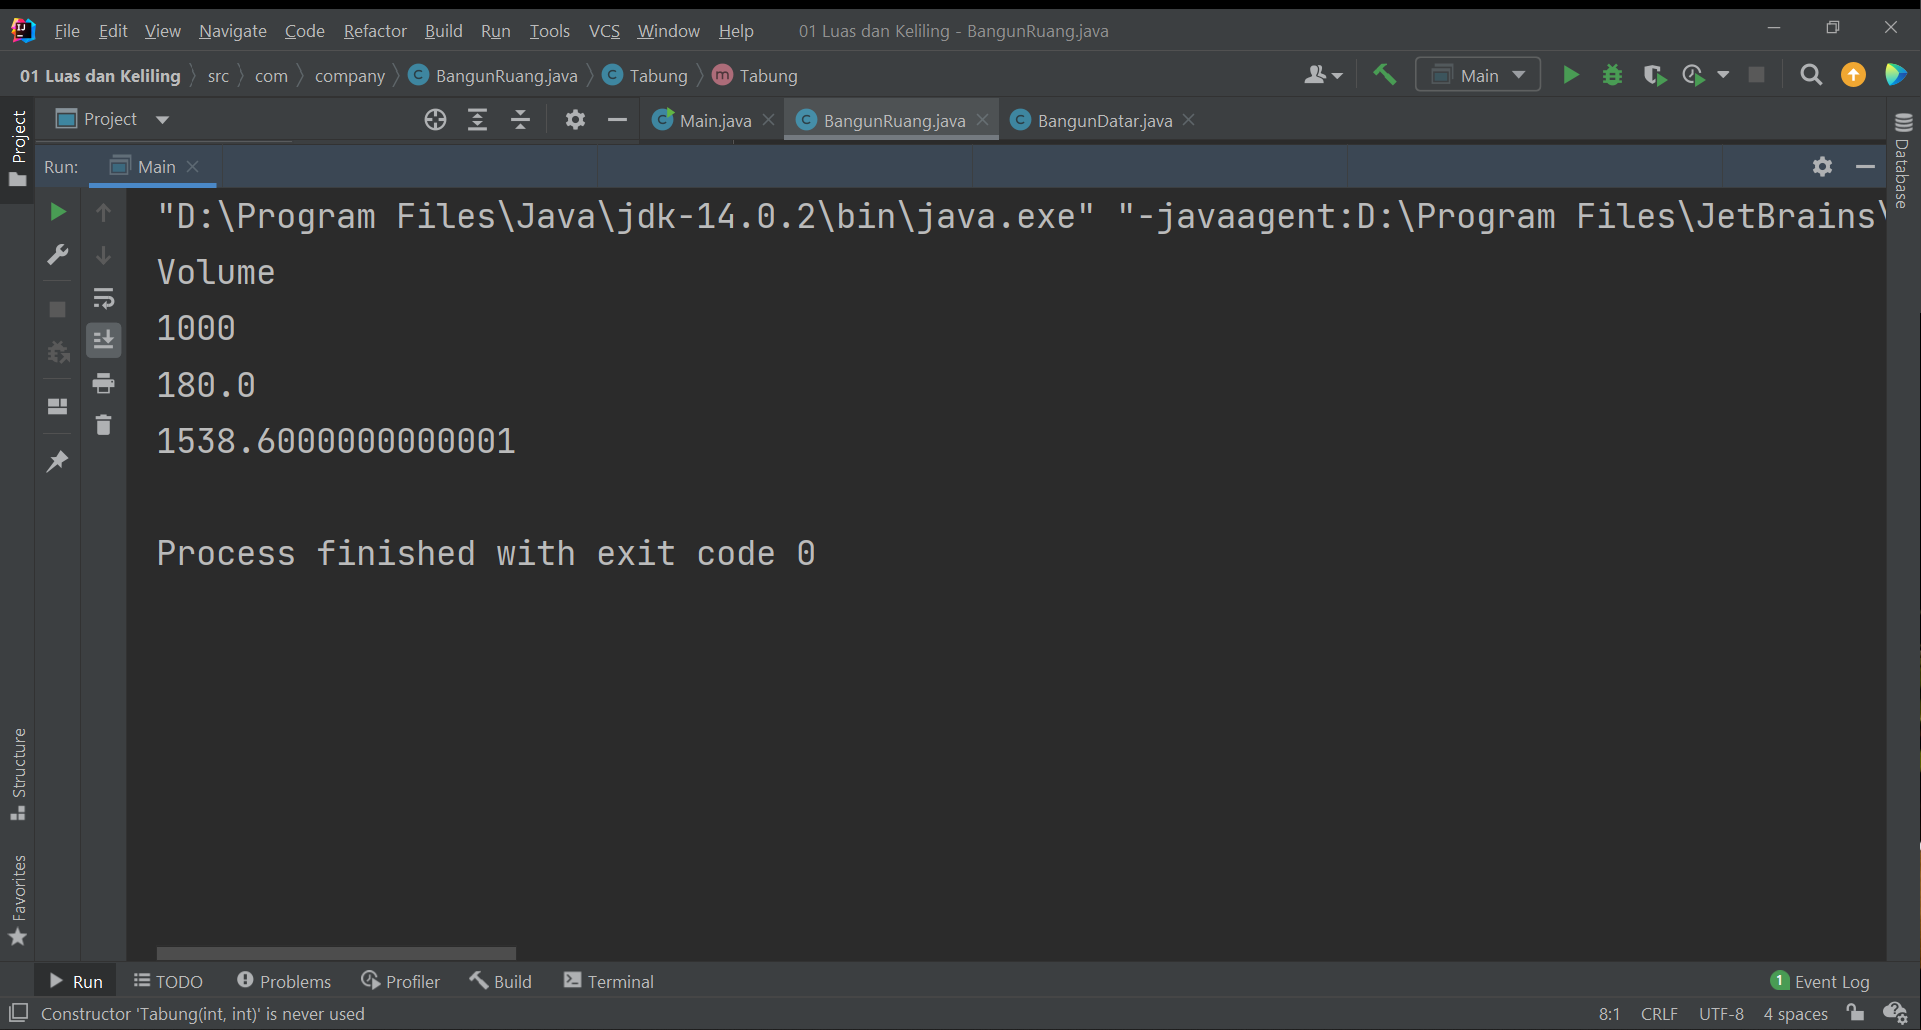 File Edit View Navigate Code Refactor Build Run Tools VCS Window Help 01 Luas dan Keliling - BangunRuang.java
01 Luas dan Keliling src com company BangunRuang.java Tabung Tabung Main
Project Main.java BangunRuang.java BangunDatar.java
Project
Database
Run: Main
"D:\Program Files\Java\jdk-14.0.2\bin\java.exe" "-javaagent:D:\Program Files\JetBrains\
Volume
1000
180.0
1538.6000000000001
Process finished with exit code 0
Structure
Favorites
Run TODO Problems Profiler Build Terminal 1 Event Log
Constructor 'Tabung(int, int)' is never used 8:1 CRLF UTF-8 4 spaces